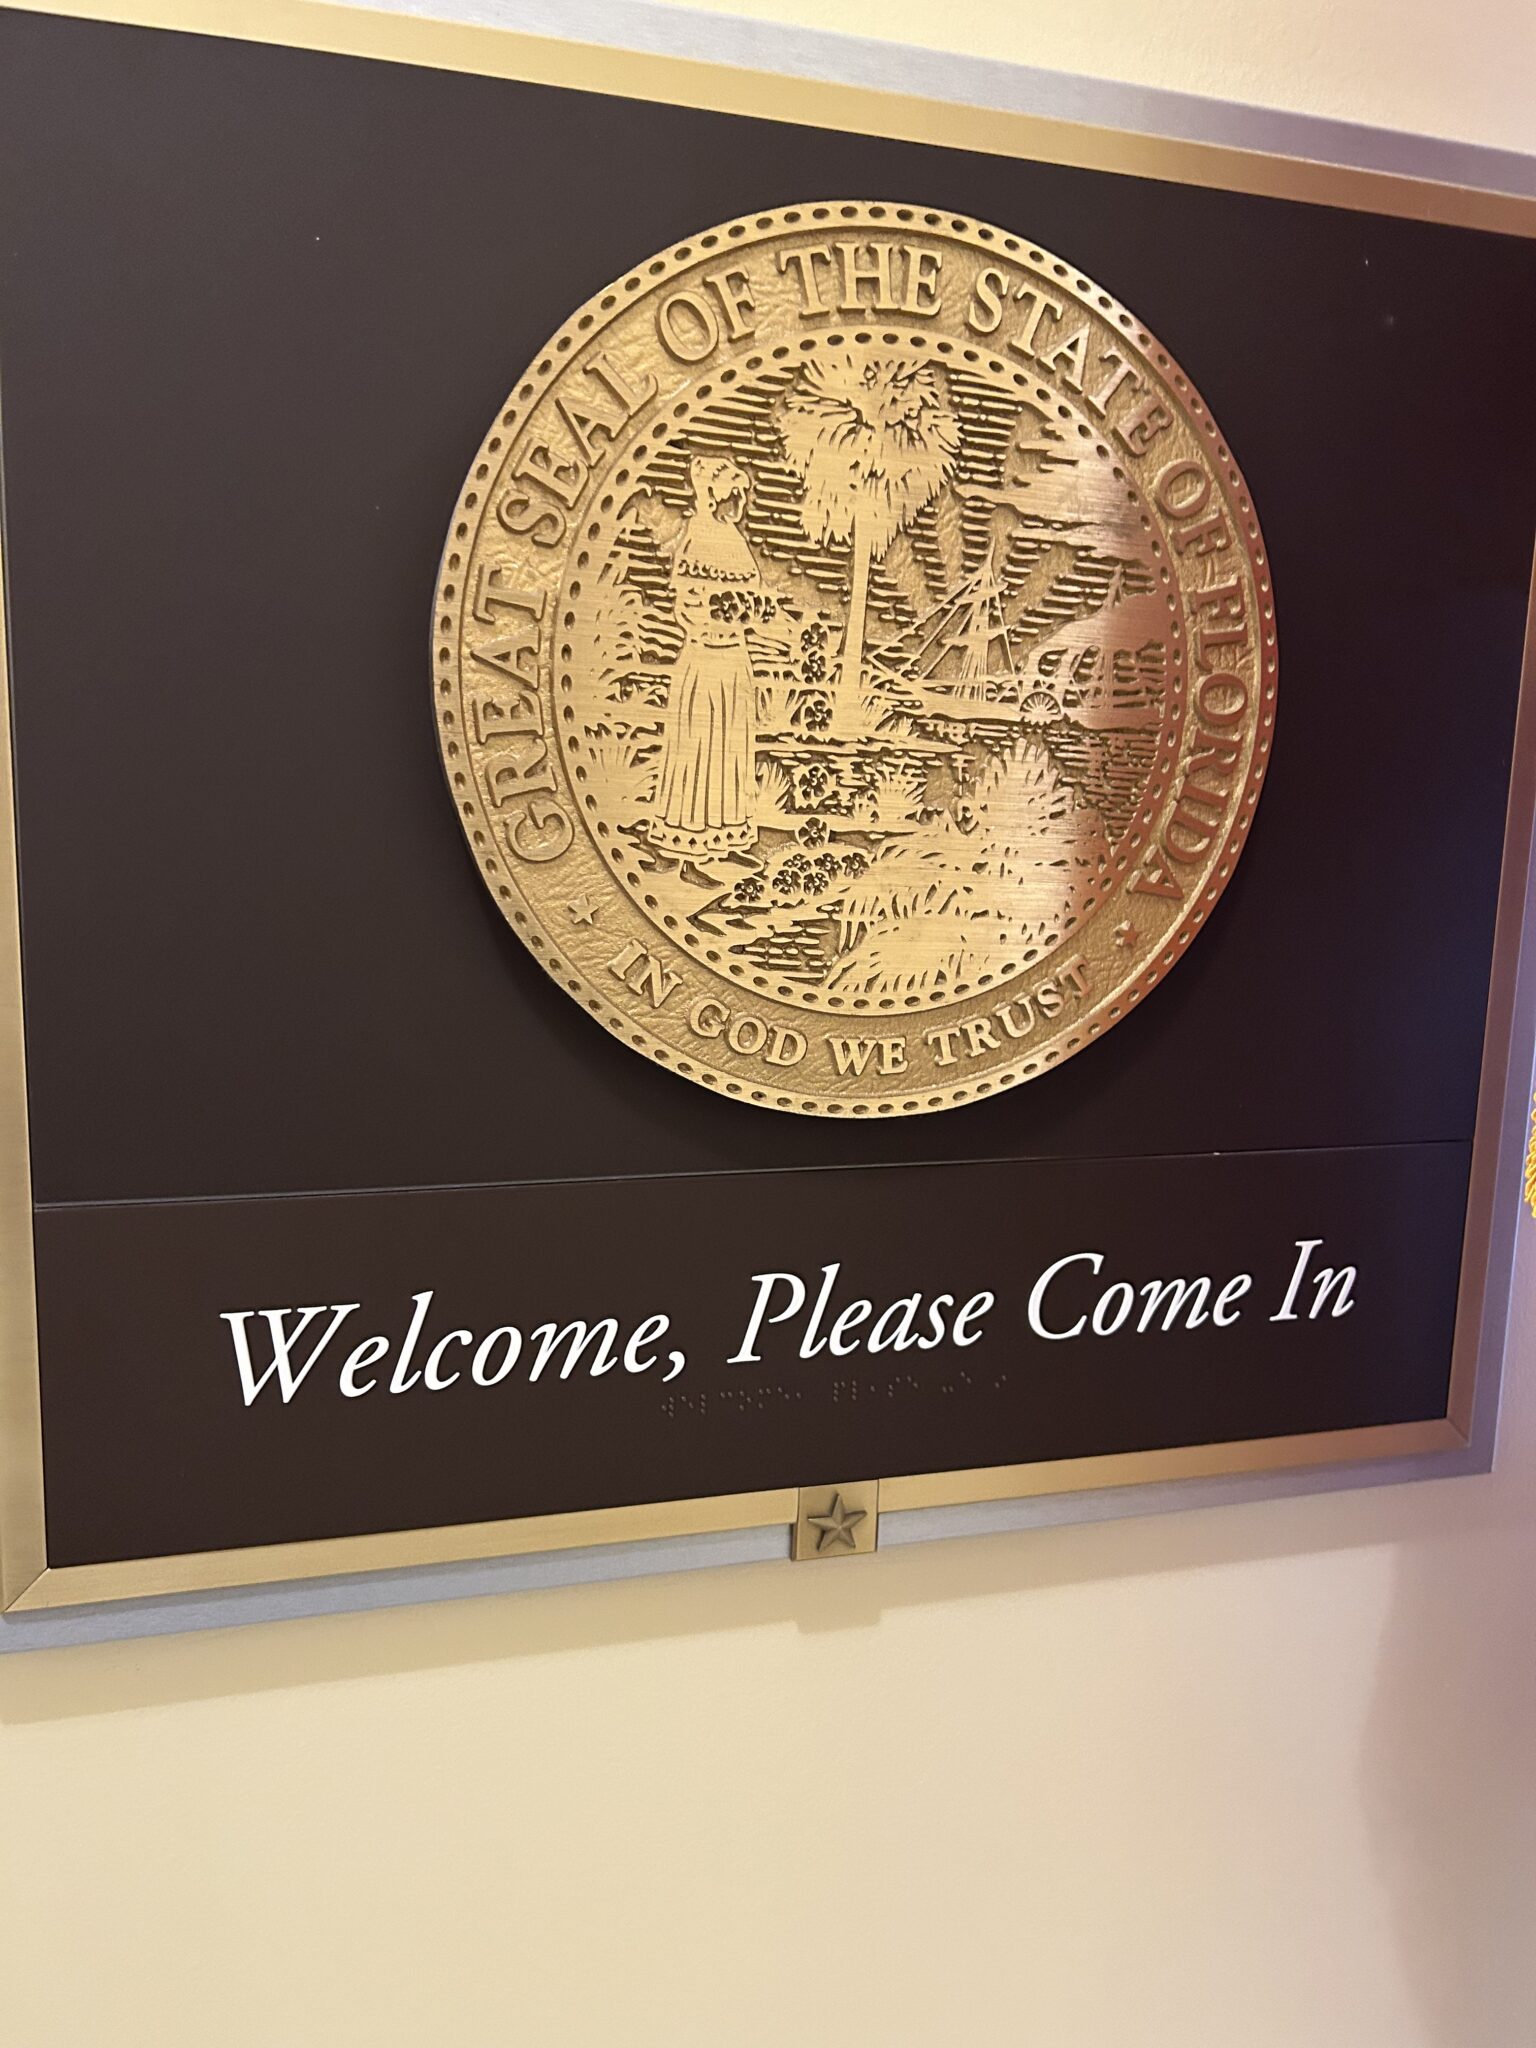 GREAT SEAL OF THE STATE OF FLORIDA
IN GOD WE TRUST
Welcome, Please Come In